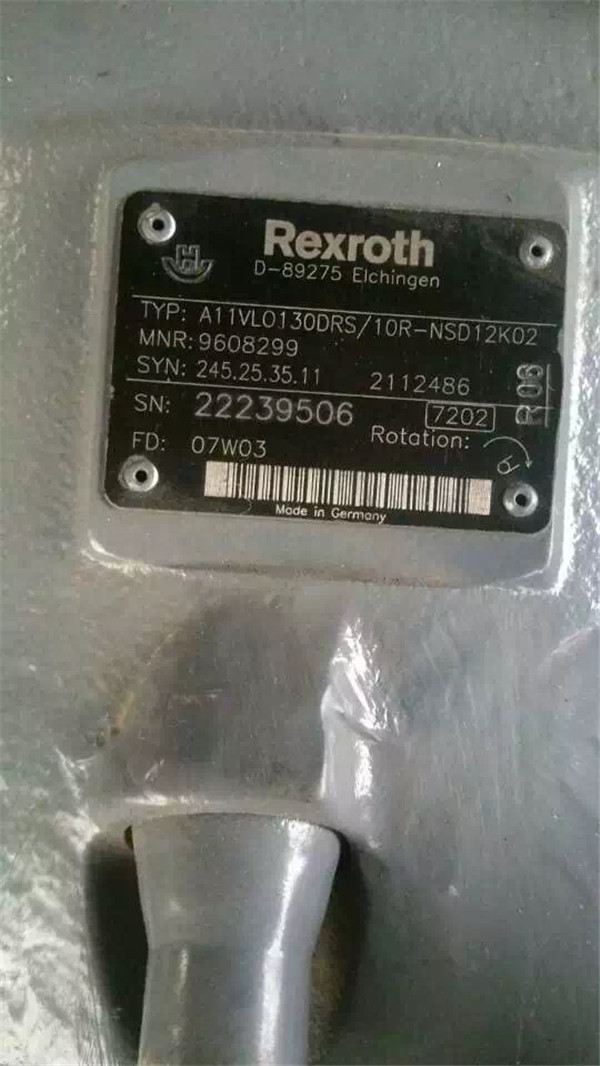 Rexroth
D-89275 Elchingen
TYP: A11VLO130DRS/10R-NSD12K02
MNR: 9608299
SYN: 245.25.35.11 2112486
SN: 22239506 7202
FD: 07W03 Rotation:
Made in Germany